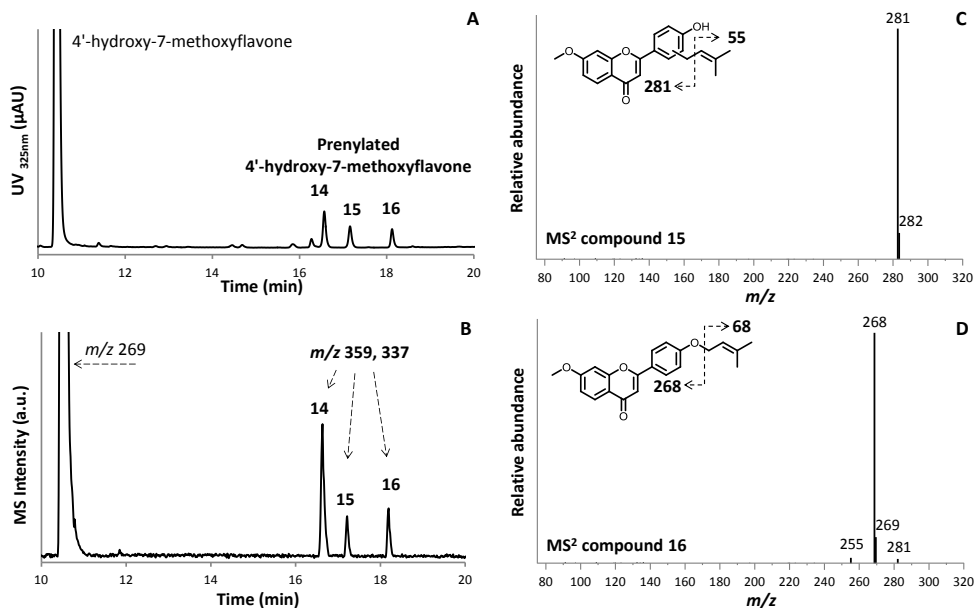 A
4'-hydroxy-7-methoxyflavone
Prenylated
4'-hydroxy-7-methoxyflavone
14
15
16
UV 325nm (µAU)
10 12 14 16 18 20
Time (min)
B
m/z 269
m/z 359, 337
14
15
16
MS Intensity (a.u.)
10 12 14 16 18 20
Time (min)
C
281
OH
55
O
O
O
281
282
Relative abundance
MS² compound 15
80 100 120 140 160 180 200 220 240 260 280 300 320
m/z
D
268
68
O
O
O
268
O
269
255
281
Relative abundance
MS² compound 16
80 100 120 140 160 180 200 220 240 260 280 300 320
m/z